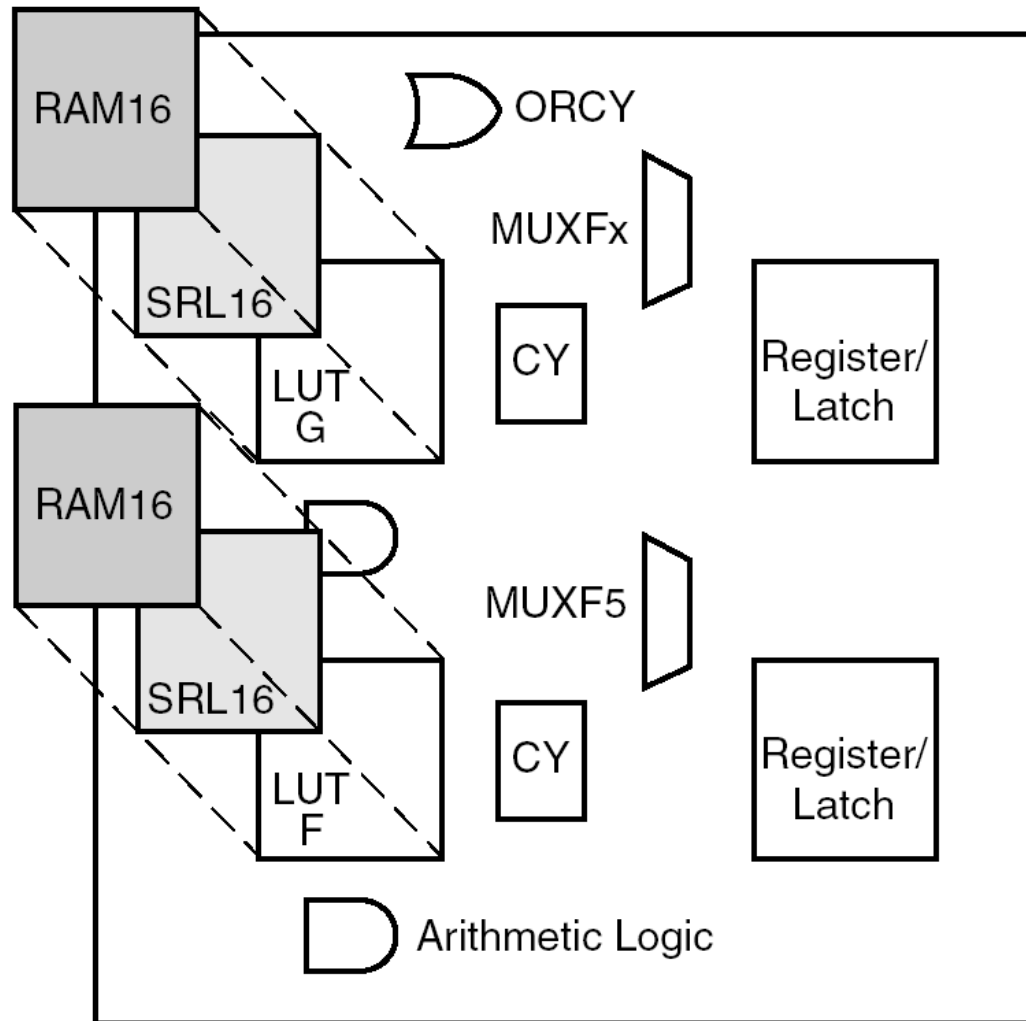 RAM16
ORCY
MUXFx
SRL16
CY
Register/
Latch
LUT
G
RAM16
MUXF5
SRL16
CY
Register/
Latch
LUT
F
Arithmetic Logic